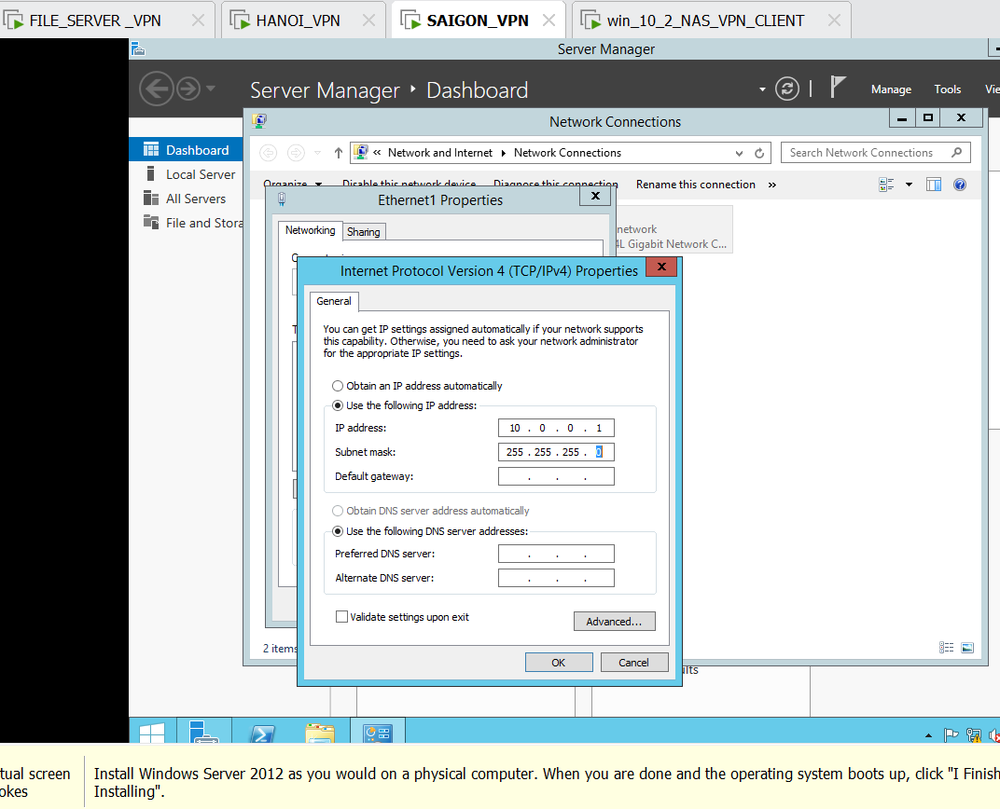 FILE_SERVER _VPN
HANOI_VPN
SAIGON_VPN
win_10_2_NAS_VPN_CLIENT
Server Manager
Server Manager • Dashboard
Manage
Tools
Network Connections
Dashboard
Local Server
All Servers
File and Stora
« Network and Internet
Network Connections
Search Network Connections
Organize
Disable this network device
Diagnose this connection
Rename this connection
»
Ethernet1 Properties
Networking
Sharing
network
4L Gigabit Network C...
Internet Protocol Version 4 (TCP/IPv4) Properties
General
You can get IP settings assigned automatically if your network supports
this capability. Otherwise, you need to ask your network administrator
for the appropriate IP settings.
Obtain an IP address automatically
Use the following IP address:
IP address:
10 . 0 . 0 . 1
Subnet mask:
255 . 255 . 255 . 0
Default gateway:
. . .
Obtain DNS server address automatically
Use the following DNS server addresses:
Preferred DNS server:
. . .
Alternate DNS server:
. . .
Validate settings upon exit
Advanced...
OK
Cancel
2 items
tual screen
okes
Install Windows Server 2012 as you would on a physical computer. When you are done and the operating system boots up, click "I Finish
Installing".